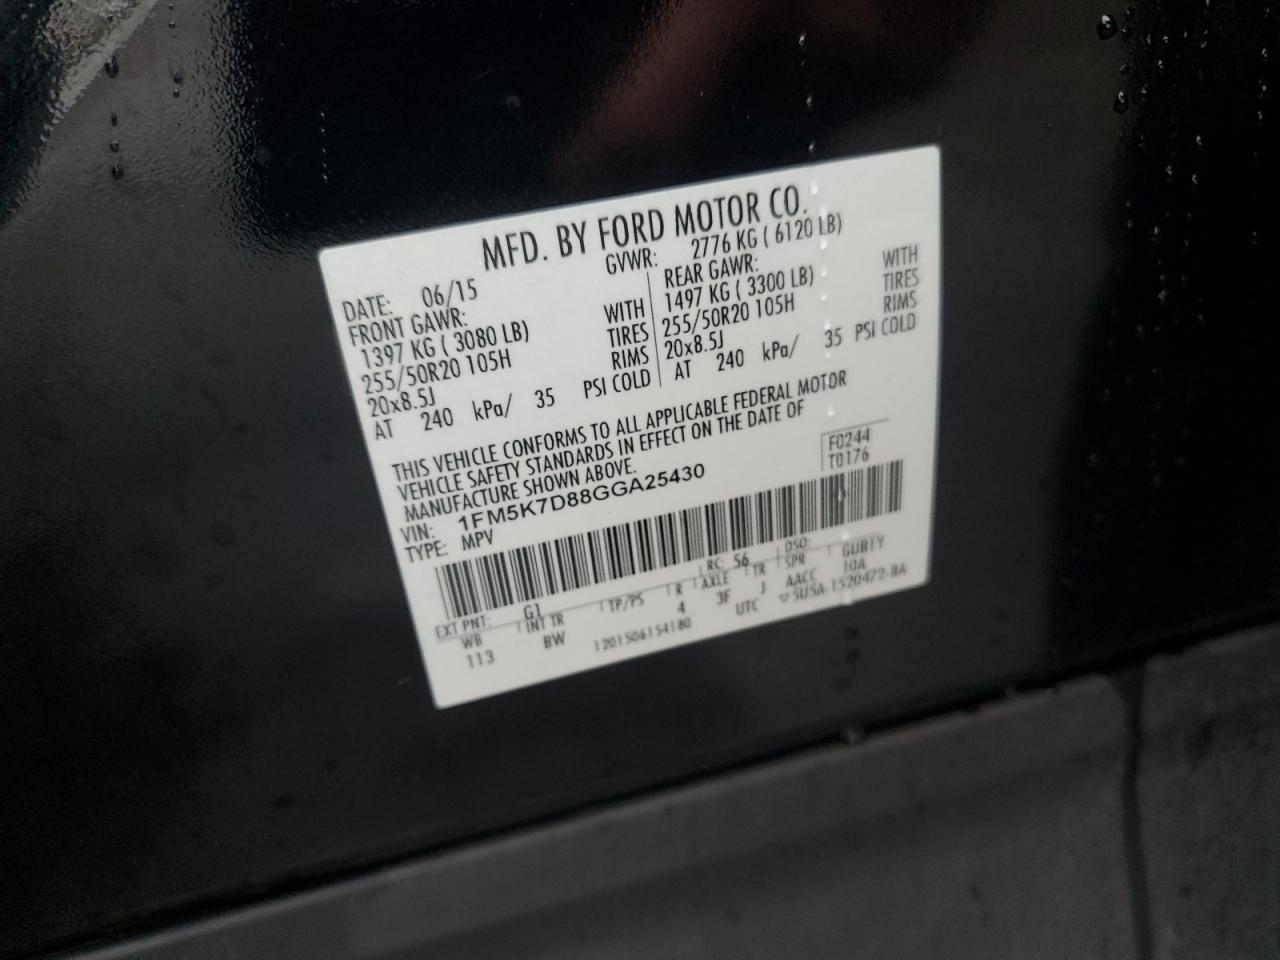 MFD. BY FORD MOTOR CO.
DATE: 06/15 GVWR: 2776 KG ( 6120 LB)
FRONT GAWR: REAR GAWR:
1397 KG ( 3080 LB) WITH 1497 KG ( 3300 LB) WITH
255/50R20 105H TIRES 255/50R20 105H TIRES
20x8.5J RIMS 20x8.5J RIMS
AT 240 kPa/ 35 PSI COLD AT 240 kPa/ 35 PSI COLD
THIS VEHICLE CONFORMS TO ALL APPLICABLE FEDERAL MOTOR
VEHICLE SAFETY STANDARDS IN EFFECT ON THE DATE OF
MANUFACTURE SHOWN ABOVE.
F0244
T0176
VIN: 1FM5K7D88GGA25430
TYPE: MPV
EXT PNT: G1 RC: 56 DSO:
WB INT TR TP/PS R AXLE TR SPR GUBTY
113 BW 4 3F J AACC 10A
1201506154180 UTC ▽5U5A-1520472-BA